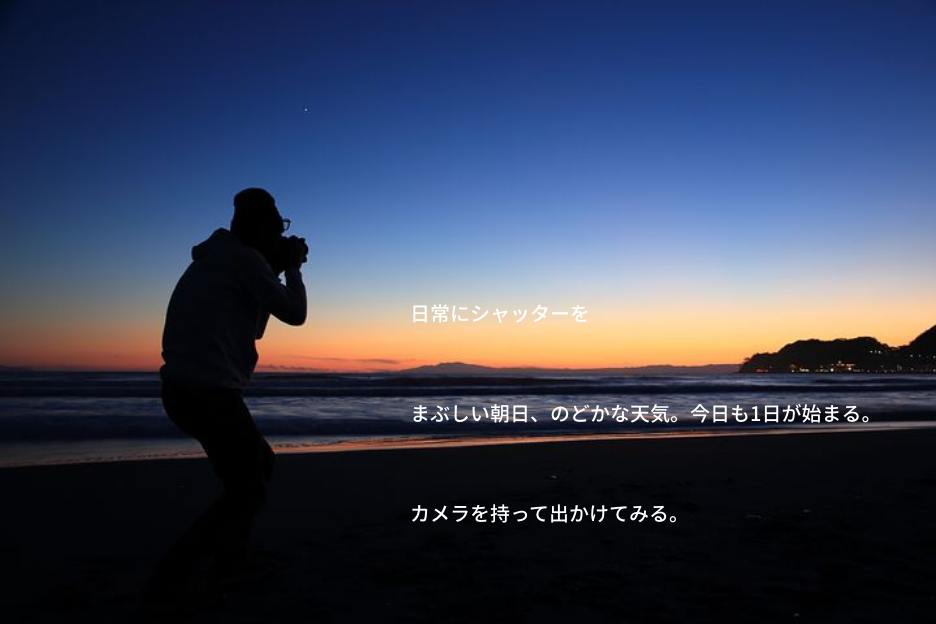 日常にシャッターを
まぶしい朝日、のどかな天気。今日も1日が始まる。
カメラを持って出かけてみる。